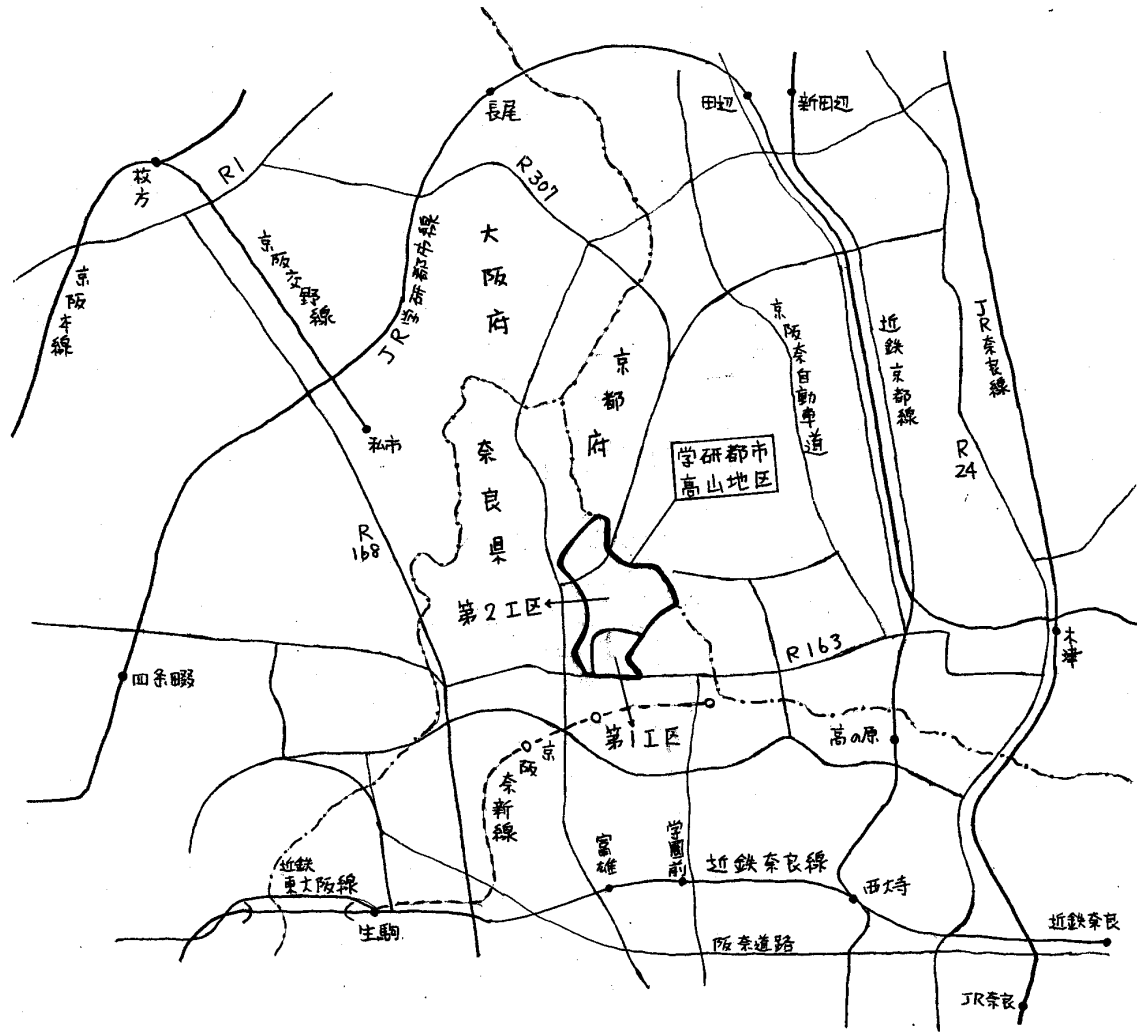 長尾
田辺
新田辺
枚方
R1
R307
京阪交野線
京阪本線
JR学研都市線
大阪府
京都府
京阪奈自動車道
近鉄京都線
JR奈良線
R24
私市
奈良県
学研都市
高山地区
R168
第2工区
R163
木津
四条畷
第1工区
高の原
京阪奈新線
富雄
学園前
近鉄奈良線
西大寺
近鉄
東大阪線
生駒
阪奈道路
近鉄奈良
JR奈良